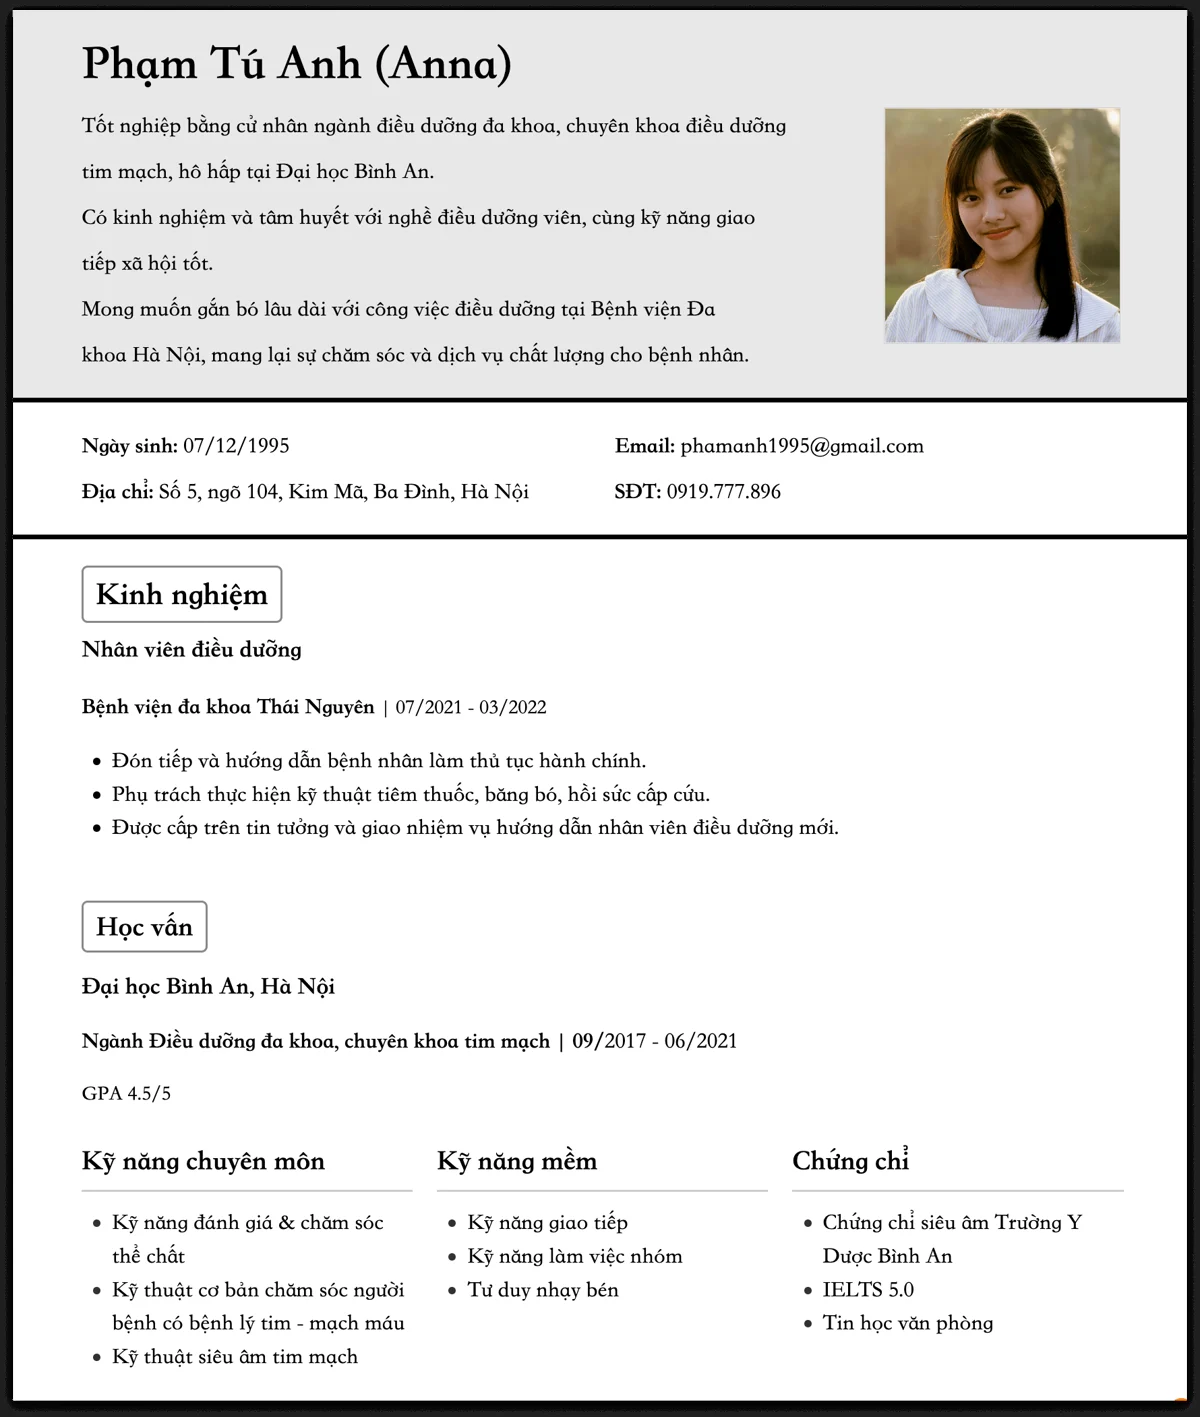 Phạm Tú Anh (Anna)
Tốt nghiệp bằng cử nhân ngành điều dưỡng đa khoa, chuyên khoa điều dưỡng
tim mạch, hô hấp tại Đại học Bình An.
Có kinh nghiệm và tâm huyết với nghề điều dưỡng viên, cùng kỹ năng giao
tiếp xã hội tốt.
Mong muốn gắn bó lâu dài với công việc điều dưỡng tại Bệnh viện Đa
khoa Hà Nội, mang lại sự chăm sóc và dịch vụ chất lượng cho bệnh nhân.
Ngày sinh: 07/12/1995
Email: phamanh1995@gmail.com
Địa chỉ: Số 5, ngõ 104, Kim Mã, Ba Đình, Hà Nội
SĐT: 0919.777.896
Kinh nghiệm
Nhân viên điều dưỡng
Bệnh viện đa khoa Thái Nguyên | 07/2021 - 03/2022
• Đón tiếp và hướng dẫn bệnh nhân làm thủ tục hành chính.
• Phụ trách thực hiện kỹ thuật tiêm thuốc, băng bó, hồi sức cấp cứu.
• Được cấp trên tin tưởng và giao nhiệm vụ hướng dẫn nhân viên điều dưỡng mới.
Học vấn
Đại học Bình An, Hà Nội
Ngành Điều dưỡng đa khoa, chuyên khoa tim mạch | 09/2017 - 06/2021
GPA 4.5/5
Kỹ năng chuyên môn
• Kỹ năng đánh giá & chăm sóc
thể chất
• Kỹ thuật cơ bản chăm sóc người
bệnh có bệnh lý tim - mạch máu
• Kỹ thuật siêu âm tim mạch
Kỹ năng mềm
• Kỹ năng giao tiếp
• Kỹ năng làm việc nhóm
• Tư duy nhạy bén
Chứng chỉ
• Chứng chỉ siêu âm Trường Y
Dược Bình An
• IELTS 5.0
• Tin học văn phòng